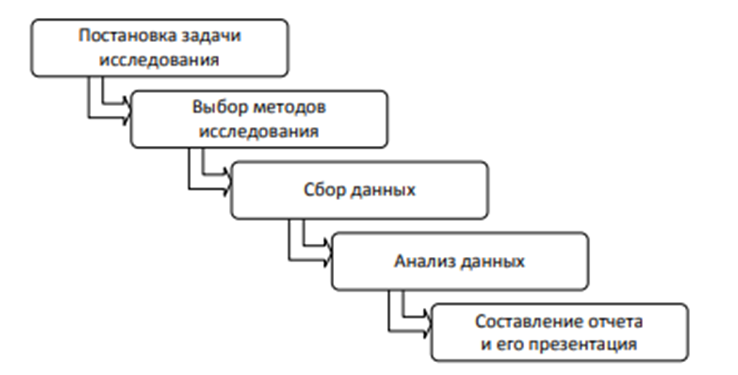 Постановка задачи
исследования
Выбор методов
исследования
Сбор данных
Анализ данных
Составление отчета
и его презентация